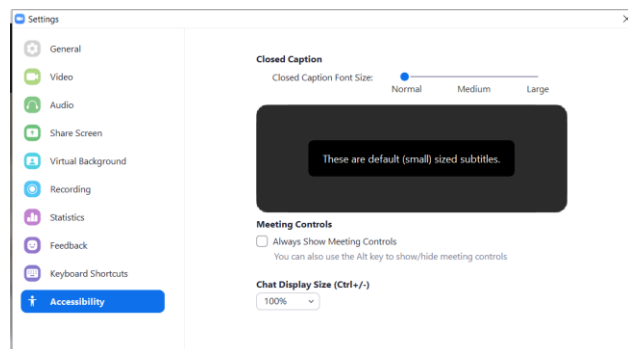 Settings
General
Video
Audio
Share Screen
Virtual Background
Recording
Statistics
Feedback
Keyboard Shortcuts
Accessibility
Closed Caption
Closed Caption Font Size:
Normal Medium Large
These are default (small) sized subtitles.
Meeting Controls
Always Show Meeting Controls
You can also use the Alt key to show/hide meeting controls
Chat Display Size (Ctrl+/-)
100%